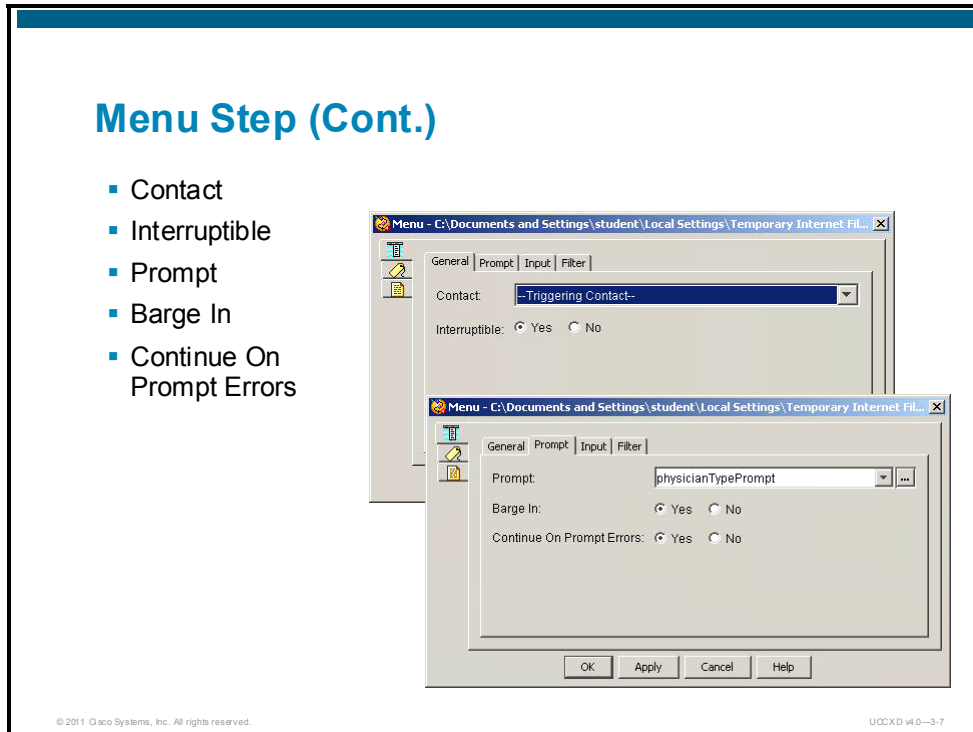 Menu Step (Cont.)
Contact
Interruptible
Prompt
Barge In
Continue On
Prompt Errors
Menu - C:\Documents and Settings\student\Local Settings\Temporary Internet Fil...
General Prompt Input Filter
Contact: --Triggering Contact--
Interruptible: Yes No
Menu - C:\Documents and Settings\student\Local Settings\Temporary Internet Fil...
General Prompt Input Filter
Prompt: physicianTypePrompt ...
Barge In: Yes No
Continue On Prompt Errors: Yes No
OK Apply Cancel Help
© 2011 Cisco Systems, Inc. All rights reserved.
UCCXD v4.0—3-7